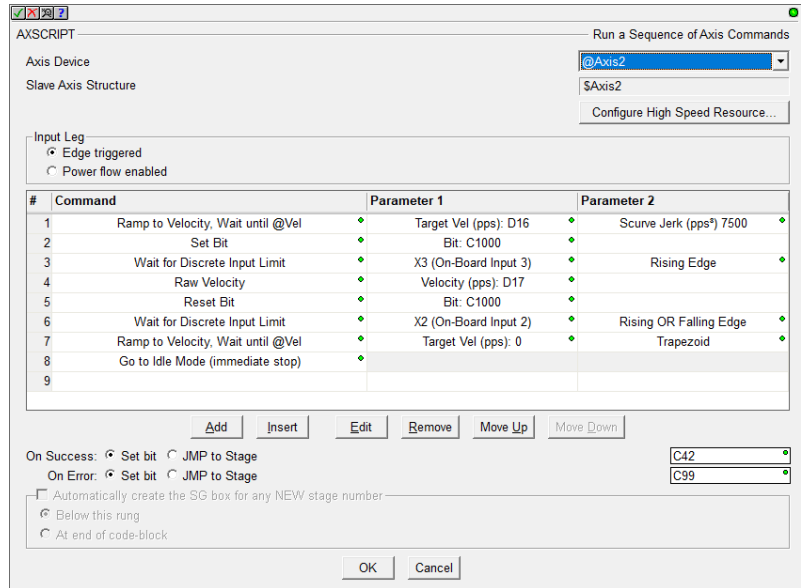 AXSCRIPT Run a Sequence of Axis Commands
Axis Device @Axis2
Slave Axis Structure $Axis2
Configure High Speed Resource...
Input Leg
Edge triggered
Power flow enabled
# Command Parameter 1 Parameter 2
1 Ramp to Velocity, Wait until @Vel Target Vel (pps): D16 Scurve Jerk (pps³) 7500
2 Set Bit Bit: C1000
3 Wait for Discrete Input Limit X3 (On-Board Input 3) Rising Edge
4 Raw Velocity Velocity (pps): D17
5 Reset Bit Bit: C1000
6 Wait for Discrete Input Limit X2 (On-Board Input 2) Rising OR Falling Edge
7 Ramp to Velocity, Wait until @Vel Target Vel (pps): 0 Trapezoid
8 Go to Idle Mode (immediate stop)
9
Add Insert Edit Remove Move Up Move Down
On Success: Set bit JMP to Stage C42
On Error: Set bit JMP to Stage C99
Automatically create the SG box for any NEW stage number
Below this rung
At end of code-block
OK Cancel